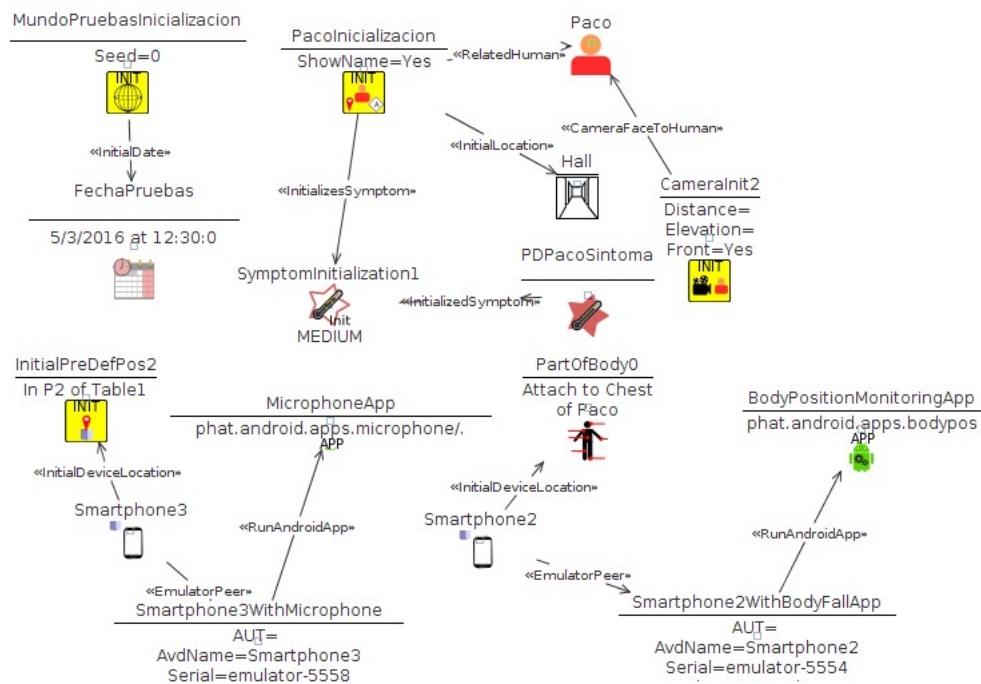 MundoPruebasInicializacion
Seed=0
INIT
«InitialDate»
FechaPruebas
5/3/2016 at 12:30:0
PacoInicializacion
ShowName=Yes
INIT
A
«RelatedHuman»
Paco
«CameraFaceToHuman»
«InitialLocation»
Hall
«InitializesSymptom»
CameraInit2
Distance=
Elevation=
Front=Yes
INIT
SymptomInitialization1
Init
MEDIUM
«InitializedSymptom»
PDPacoSintoma
InitialPreDefPos2
In P2 of Table1
INIT
«InitialDeviceLocation»
Smartphone3
MicrophoneApp
phat.android.apps.microphone/.
APP
«RunAndroidApp»
«EmulatorPeer»
Smartphone3WithMicrophone
AUT=
AvdName=Smartphone3
Serial=emulator-5558
PartOfBody0
Attach to Chest
of Paco
«InitialDeviceLocation»
Smartphone2
BodyPositionMonitoringApp
phat.android.apps.bodypos
APP
«RunAndroidApp»
«EmulatorPeer»
Smartphone2WithBodyFallApp
AUT=
AvdName=Smartphone2
Serial=emulator-5554